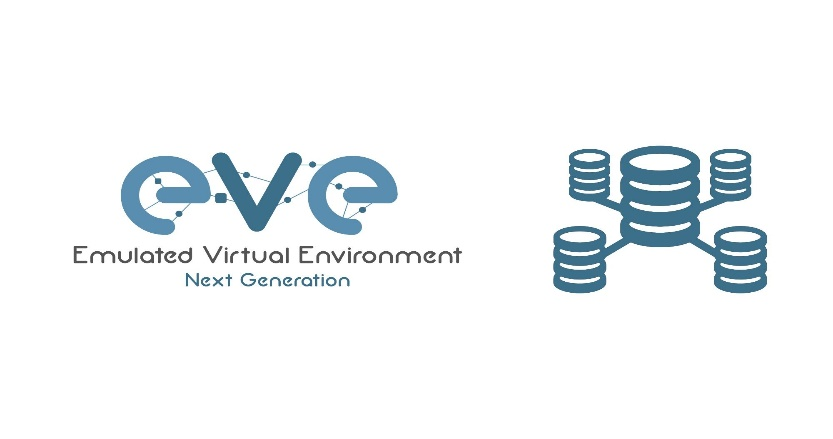 eve
Emulated Virtual Environment
Next Generation